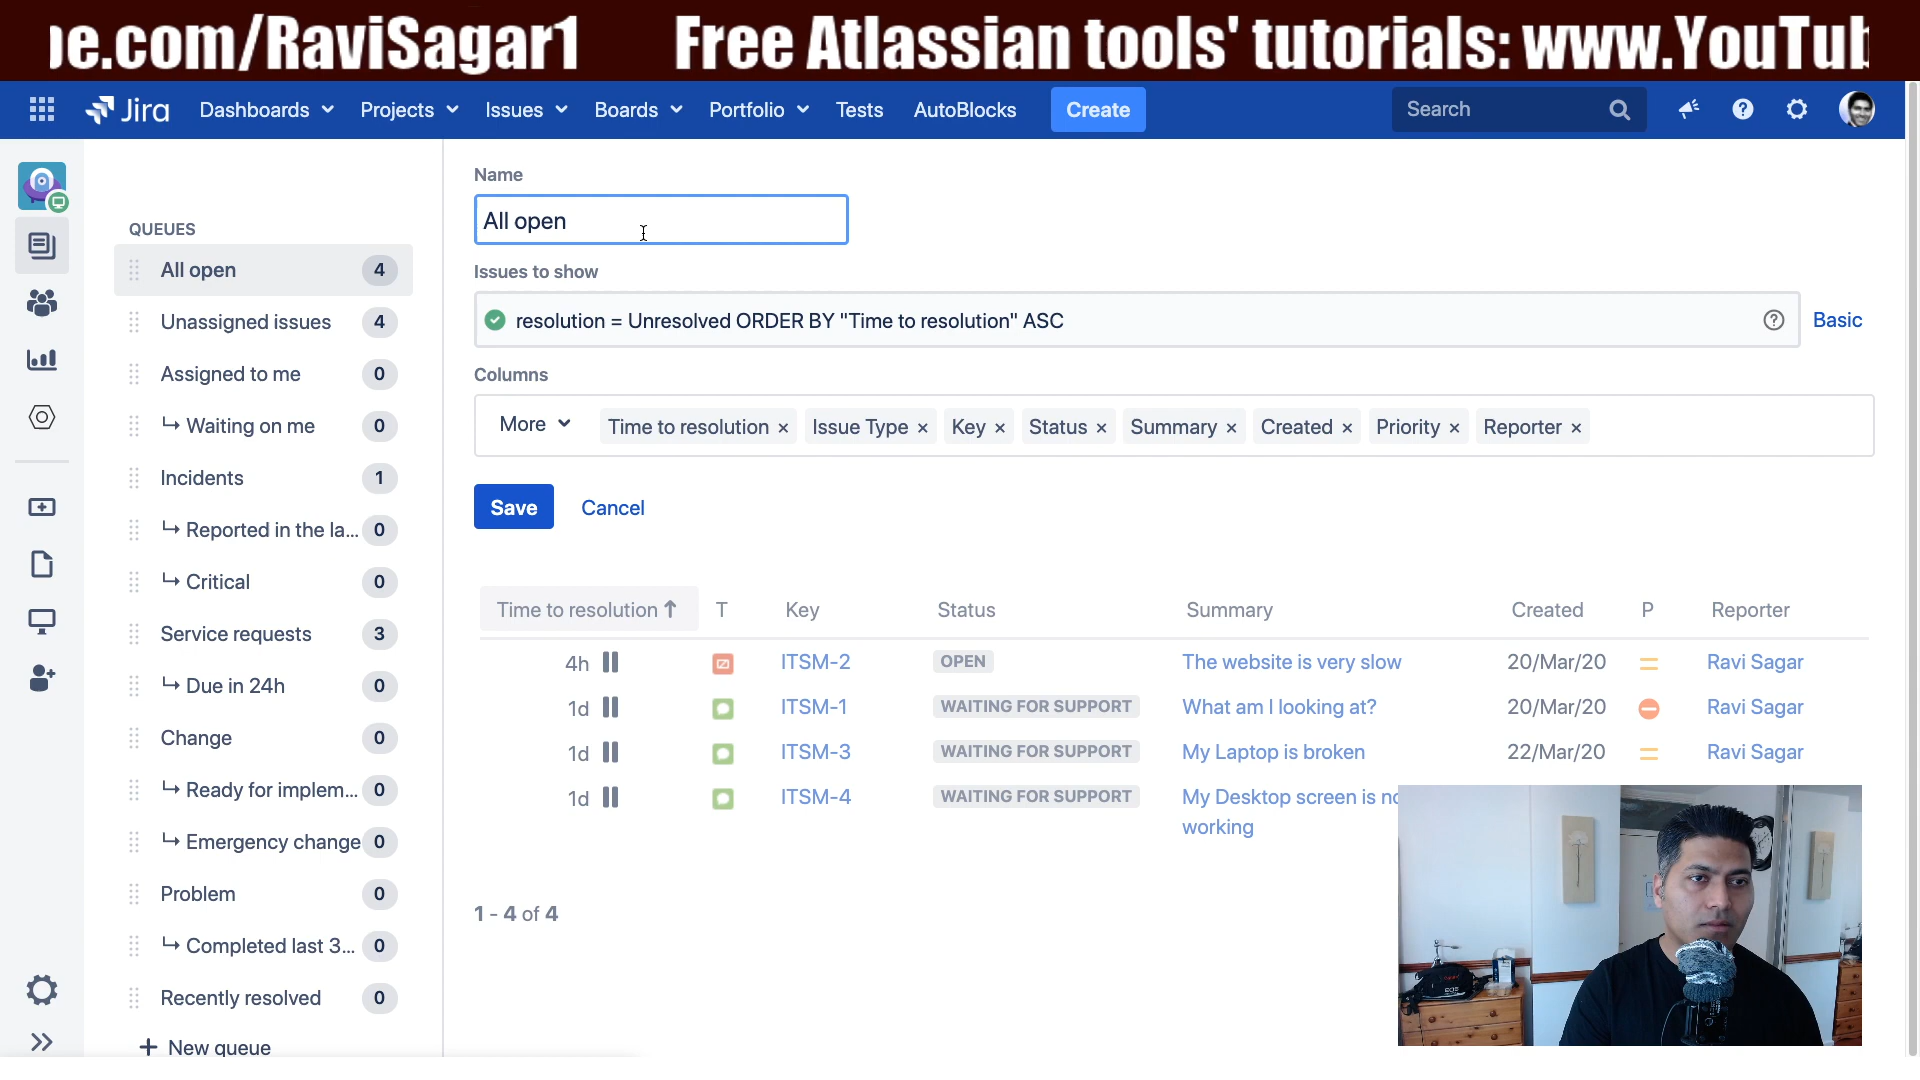 be.com/RaviSagar1 Free Atlassian tools' tutorials: www.YouTub
Jira Dashboards Projects Issues Boards Portfolio Tests AutoBlocks Create Search
QUEUES
All open 4
Unassigned issues 4
Assigned to me 0
Waiting on me 0
Incidents 1
Reported in the la... 0
Critical 0
Service requests 3
Due in 24h 0
Change 0
Ready for implem... 0
Emergency change 0
Problem 0
Completed last 3... 0
Recently resolved 0
+ New queue
Name
All open
Issues to show
resolution = Unresolved ORDER BY "Time to resolution" ASC
Basic
Columns
More Time to resolution × Issue Type × Key × Status × Summary × Created × Priority × Reporter ×
Save Cancel
Time to resolution ↑ T Key Status Summary Created P Reporter
4h ITSM-2 OPEN The website is very slow 20/Mar/20 Ravi Sagar
1d ITSM-1 WAITING FOR SUPPORT What am I looking at? 20/Mar/20 Ravi Sagar
1d ITSM-3 WAITING FOR SUPPORT My Laptop is broken 22/Mar/20 Ravi Sagar
1d ITSM-4 WAITING FOR SUPPORT My Desktop screen is no
working
1 - 4 of 4